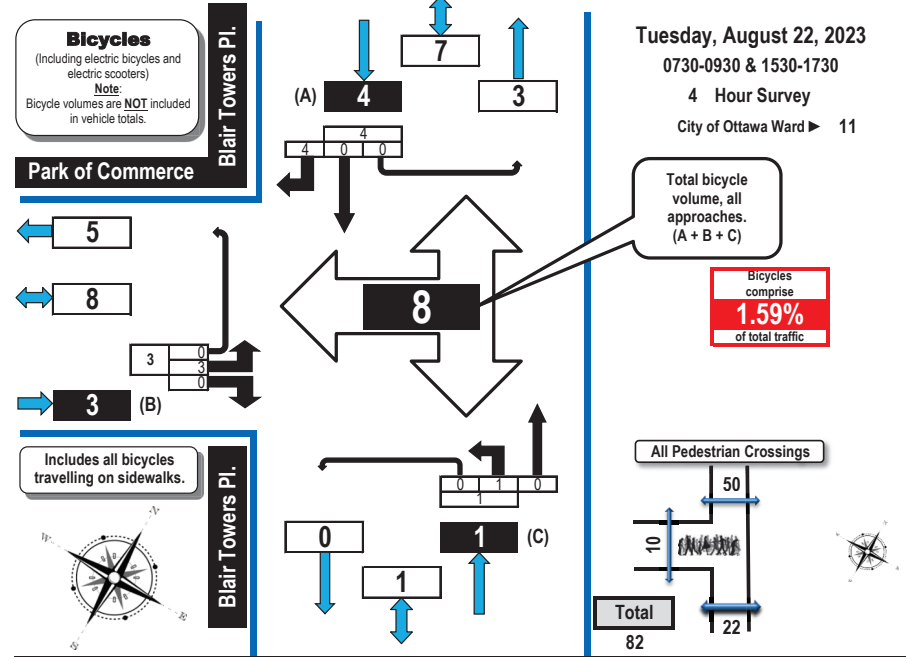 Bicycles
(Including electric bicycles and
electric scooters)
Note:
Bicycle volumes are NOT included
in vehicle totals.
Blair Towers Pl.
Park of Commerce
7
(A) 4
3
4
4 0 0
Tuesday, August 22, 2023
0730-0930 & 1530-1730
4 Hour Survey
City of Ottawa Ward ► 11
Total bicycle
volume, all
approaches.
(A + B + C)
5
8
8
Bicycles
comprise
1.59%
of total traffic
3
0
3
0
3 (B)
Includes all bicycles
travelling on sidewalks.
N
W
E
S
Blair Towers Pl.
0 1 0
1
0
1 (C)
1
All Pedestrian Crossings
50
10
22
Total
82